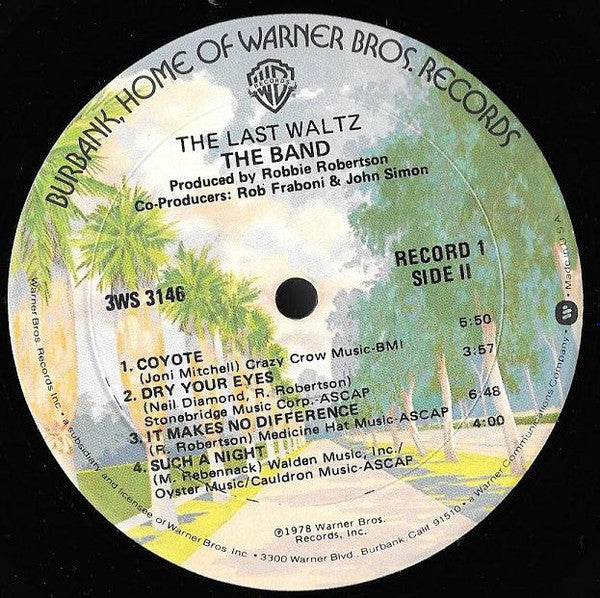 BURBANK, HOME OF WARNER BROS. RECORDS
WB
RECORDS
THE LAST WALTZ
THE BAND
Produced by Robbie Robertson
Co-Producers: Rob Fraboni & John Simon
3WS 3146
RECORD 1
SIDE II
1. COYOTE 5:50
(Joni Mitchell) Crazy Crow Music-BMI
2. DRY YOUR EYES 3:57
(Neil Diamond, R. Robertson)
Stonebridge Music Corp.-ASCAP
3. IT MAKES NO DIFFERENCE 6:48
(R. Robertson) Medicine Hat Music-ASCAP
4. SUCH A NIGHT 4:00
(M. Rebennack) Walden Music, Inc./
Oyster Music/Cauldron Music-ASCAP
℗1978 Warner Bros.
Records, Inc.
Warner Bros. Records Inc. • a subsidiary and licensee of Warner Bros. Inc. • 3300 Warner Blvd., Burbank, Calif. 91510 • a Warner Communications Company • Made in U.S.A.